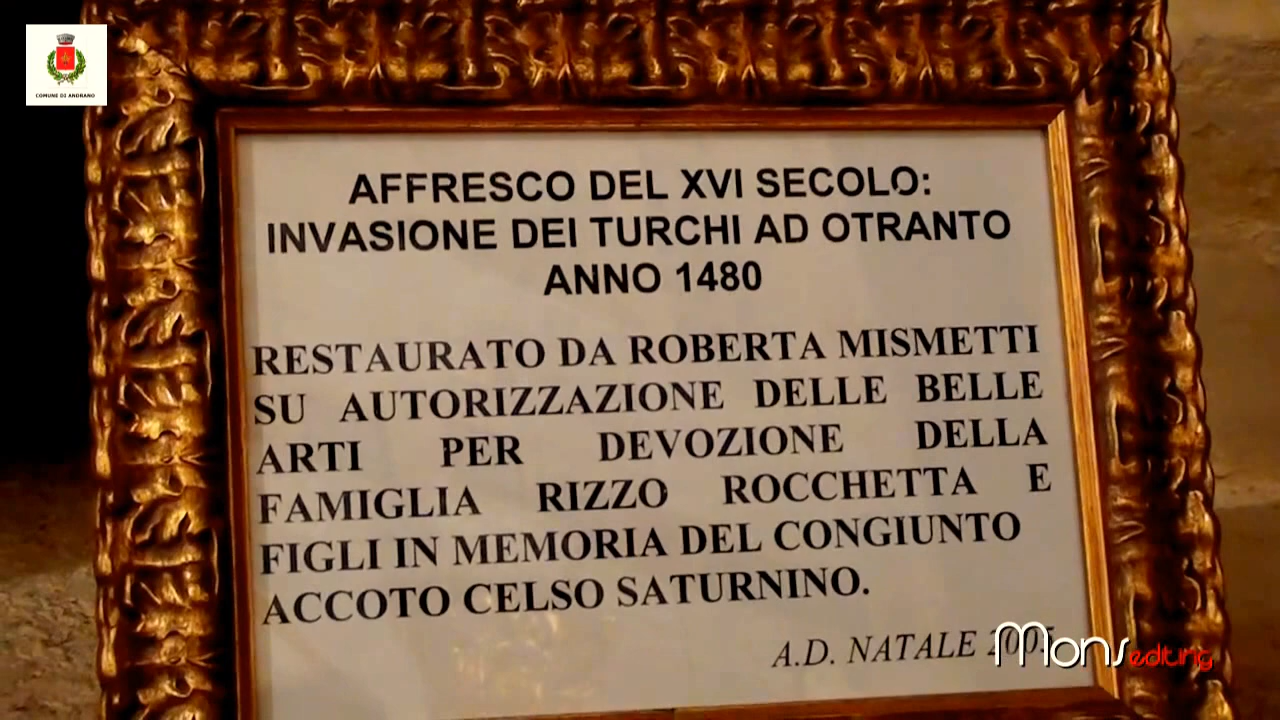 COMUNE DI ANDRANO
AFFRESCO DEL XVI SECOLO:
INVASIONE DEI TURCHI AD OTRANTO
ANNO 1480
RESTAURATO DA ROBERTA MISMETTI
SU AUTORIZZAZIONE DELLE BELLE
ARTI PER DEVOZIONE DELLA
FAMIGLIA RIZZO ROCCHETTA E
FIGLI IN MEMORIA DEL CONGIUNTO
ACCOTO CELSO SATURNINO.
A.D. NATALE 2005
Mons editing